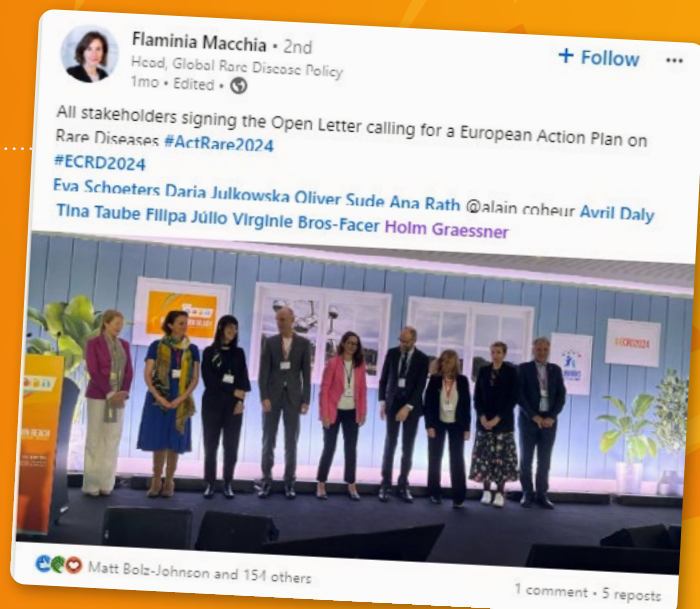 Flaminia Macchia • 2nd
+ Follow ...
Head, Global Rare Disease Policy
1mo • Edited •
All stakeholders signing the Open Letter calling for a European Action Plan on
Rare Diseases #ActRare2024
#ECRD2024
Eva Schoeters Daria Julkowska Oliver Sude Ana Rath @alain coheur Avril Daly
Tina Taube Filipa Júlio Virginie Bros-Facer Holm Graessner
#ECRD2024
Matt Bolz-Johnson and 154 others
1 comment • 5 reposts